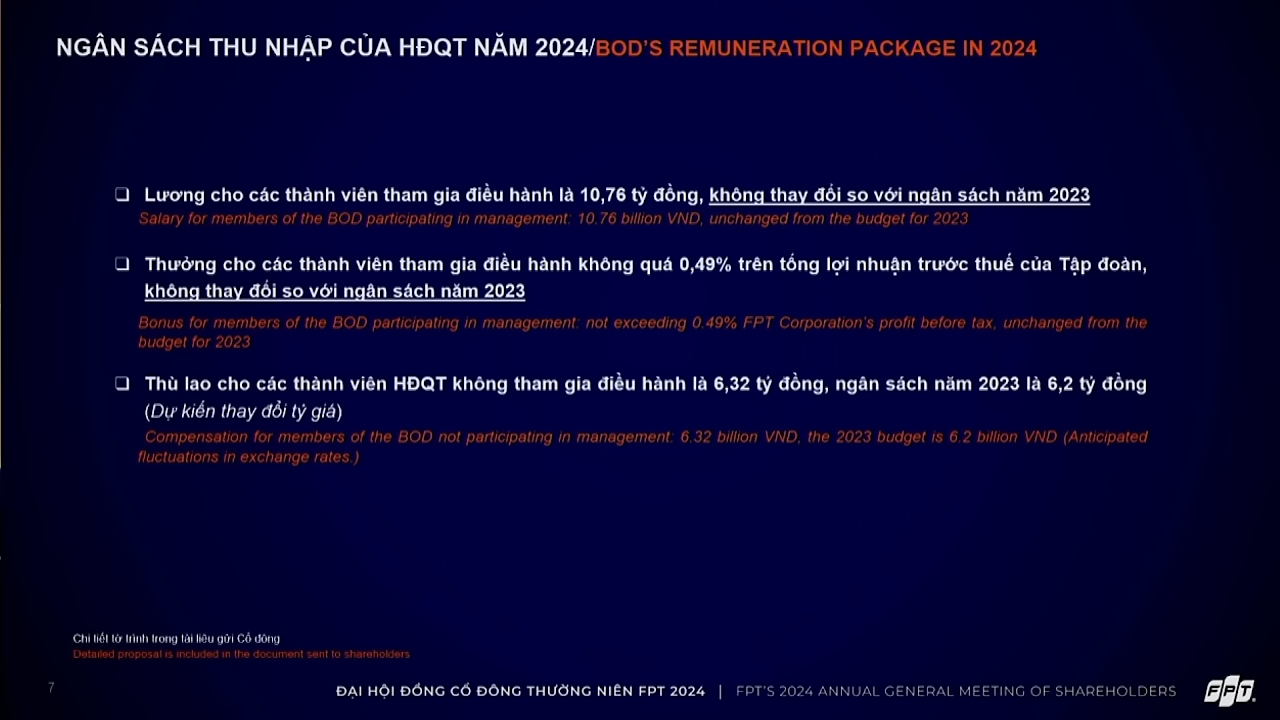 NGÂN SÁCH THU NHẬP CỦA HĐQT NĂM 2024/BOD'S REMUNERATION PACKAGE IN 2024
❑ Lương cho các thành viên tham gia điều hành là 10,76 tỷ đồng, không thay đổi so với ngân sách năm 2023
Salary for members of the BOD participating in management: 10.76 billion VND, unchanged from the budget for 2023
❑ Thưởng cho các thành viên tham gia điều hành không quá 0,49% trên tổng lợi nhuận trước thuế của Tập đoàn,
không thay đổi so với ngân sách năm 2023
Bonus for members of the BOD participating in management: not exceeding 0.49% FPT Corporation's profit before tax, unchanged from the
budget for 2023
❑ Thù lao cho các thành viên HĐQT không tham gia điều hành là 6,32 tỷ đồng, ngân sách năm 2023 là 6,2 tỷ đồng
(Dự kiến thay đổi tỷ giá)
Compensation for members of the BOD not participating in management: 6.32 billion VND, the 2023 budget is 6.2 billion VND (Anticipated
fluctuations in exchange rates.)
Chi tiết tờ trình trong tài liệu gửi Cổ đông
Detailed proposal is included in the document sent to shareholders
7
ĐẠI HỘI ĐỒNG CỔ ĐÔNG THƯỜNG NIÊN FPT 2024 | FPT'S 2024 ANNUAL GENERAL MEETING OF SHAREHOLDERS
FPT